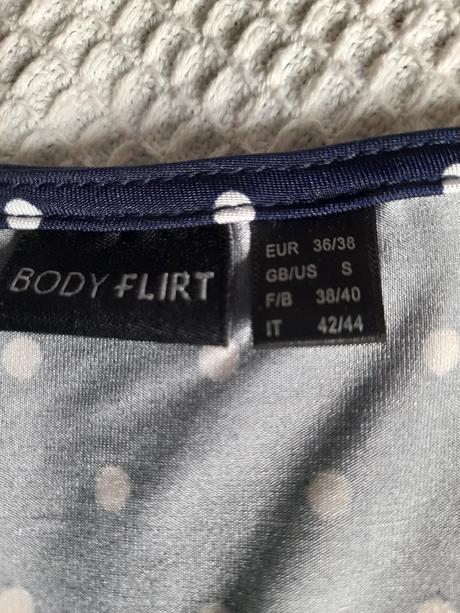 BODY FLIRT
EUR 36/38
GB/US S
F/B 38/40
IT 42/44